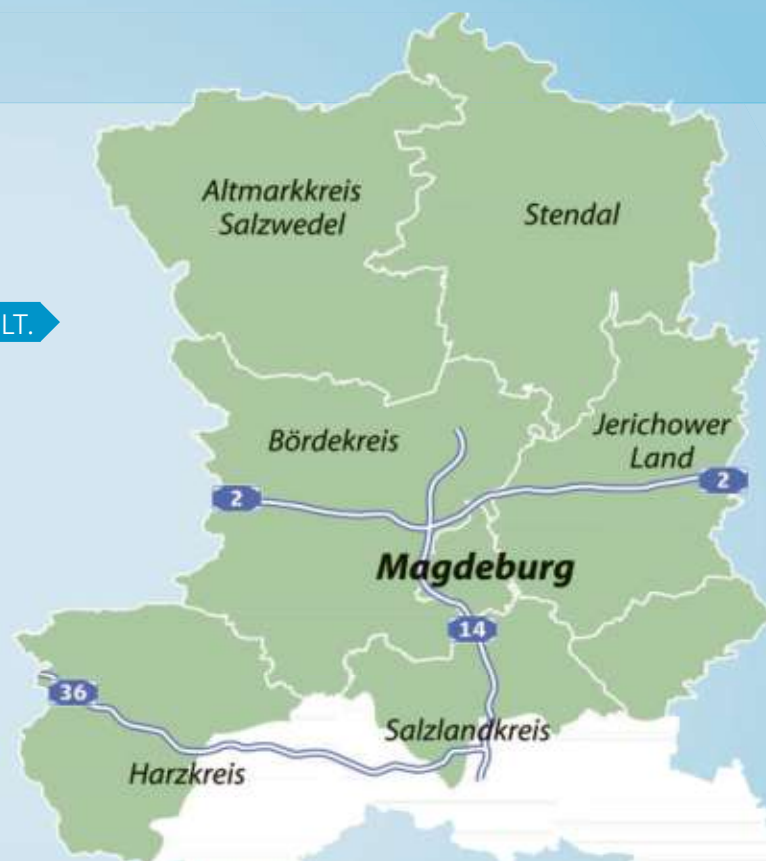 Altmarkkreis
Salzwedel
Stendal
LT.
Bördekreis
Jerichower
Land
2
2
Magdeburg
14
36
Salzlandkreis
Harzkreis